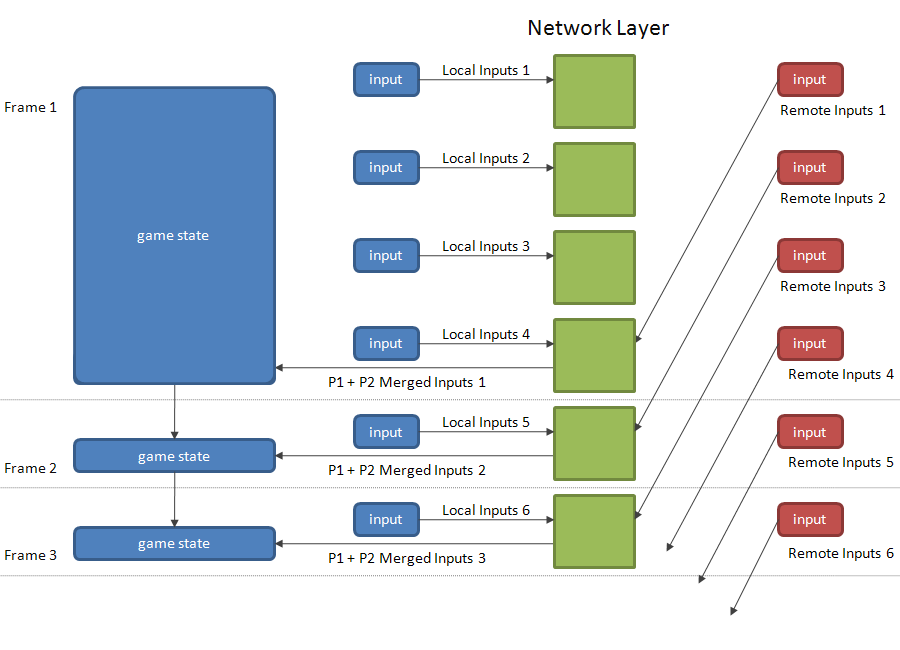 Network Layer
input
Local Inputs 1
input
Remote Inputs 1
Frame 1
input
Local Inputs 2
input
Remote Inputs 2
game state
input
Local Inputs 3
input
Remote Inputs 3
input
Local Inputs 4
input
Remote Inputs 4
P1 + P2 Merged Inputs 1
input
Local Inputs 5
input
Remote Inputs 5
game state
Frame 2
P1 + P2 Merged Inputs 2
input
Local Inputs 6
input
Remote Inputs 6
game state
Frame 3
P1 + P2 Merged Inputs 3